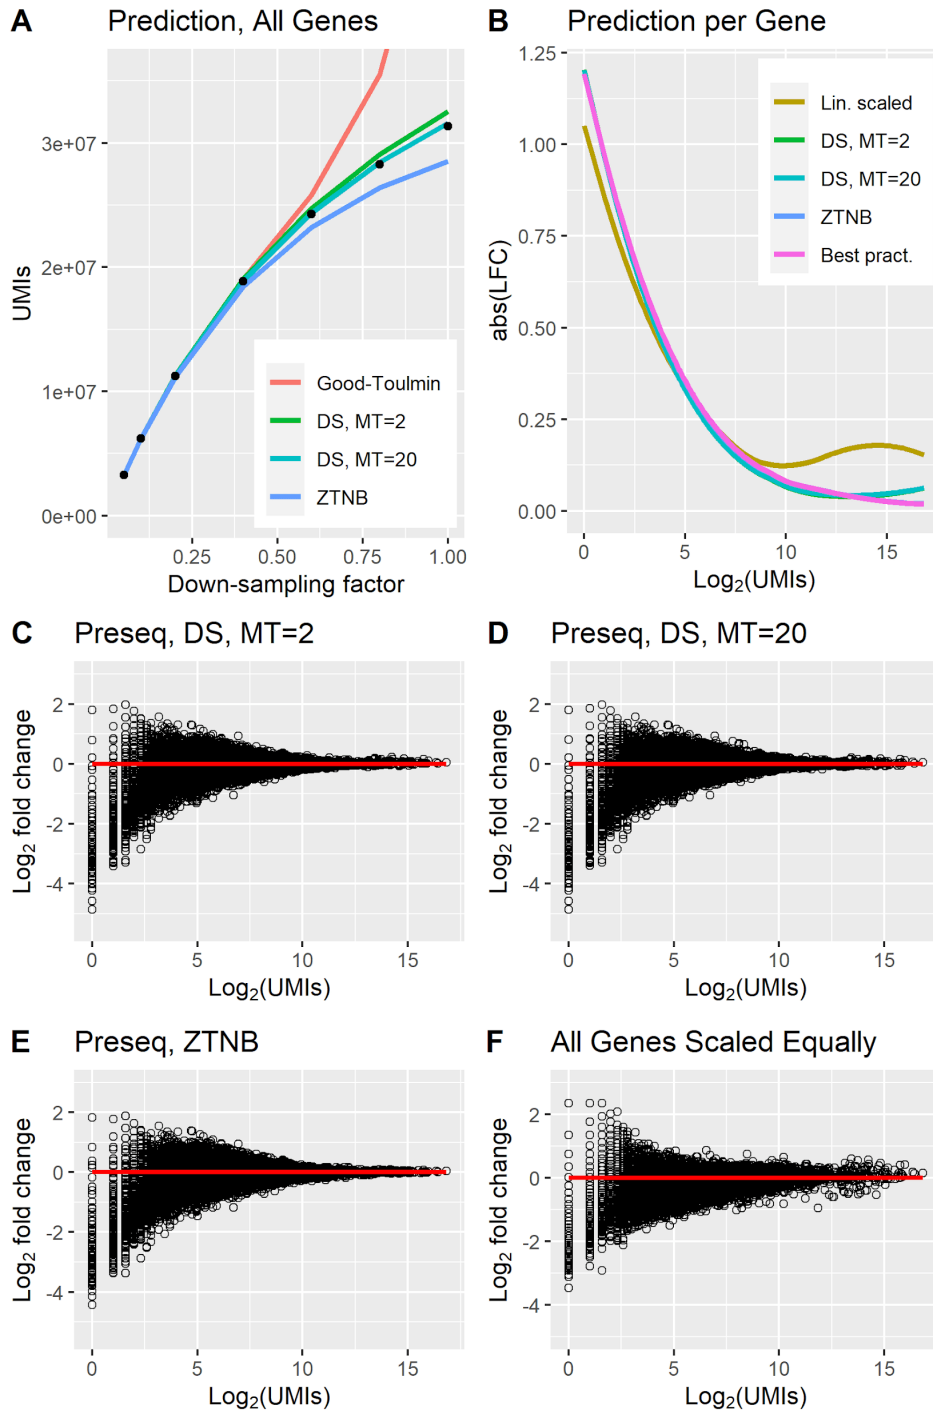 A Prediction, All Genes
UMIs
3e+07
2e+07
1e+07
0e+00
Good-Toulmin
DS, MT=2
DS, MT=20
ZTNB
0.25 0.50 0.75 1.00
Down-sampling factor
B Prediction per Gene
abs(LFC)
1.25
1.00
0.75
0.50
0.25
0.00
Lin. scaled
DS, MT=2
DS, MT=20
ZTNB
Best pract.
0 5 10 15
Log2(UMIs)
C Preseq, DS, MT=2
Log2 fold change
2
0
-2
-4
0 5 10 15
Log2(UMIs)
D Preseq, DS, MT=20
Log2 fold change
2
0
-2
-4
0 5 10 15
Log2(UMIs)
E Preseq, ZTNB
Log2 fold change
2
0
-2
-4
0 5 10 15
Log2(UMIs)
F All Genes Scaled Equally
Log2 fold change
2
0
-2
-4
0 5 10 15
Log2(UMIs)